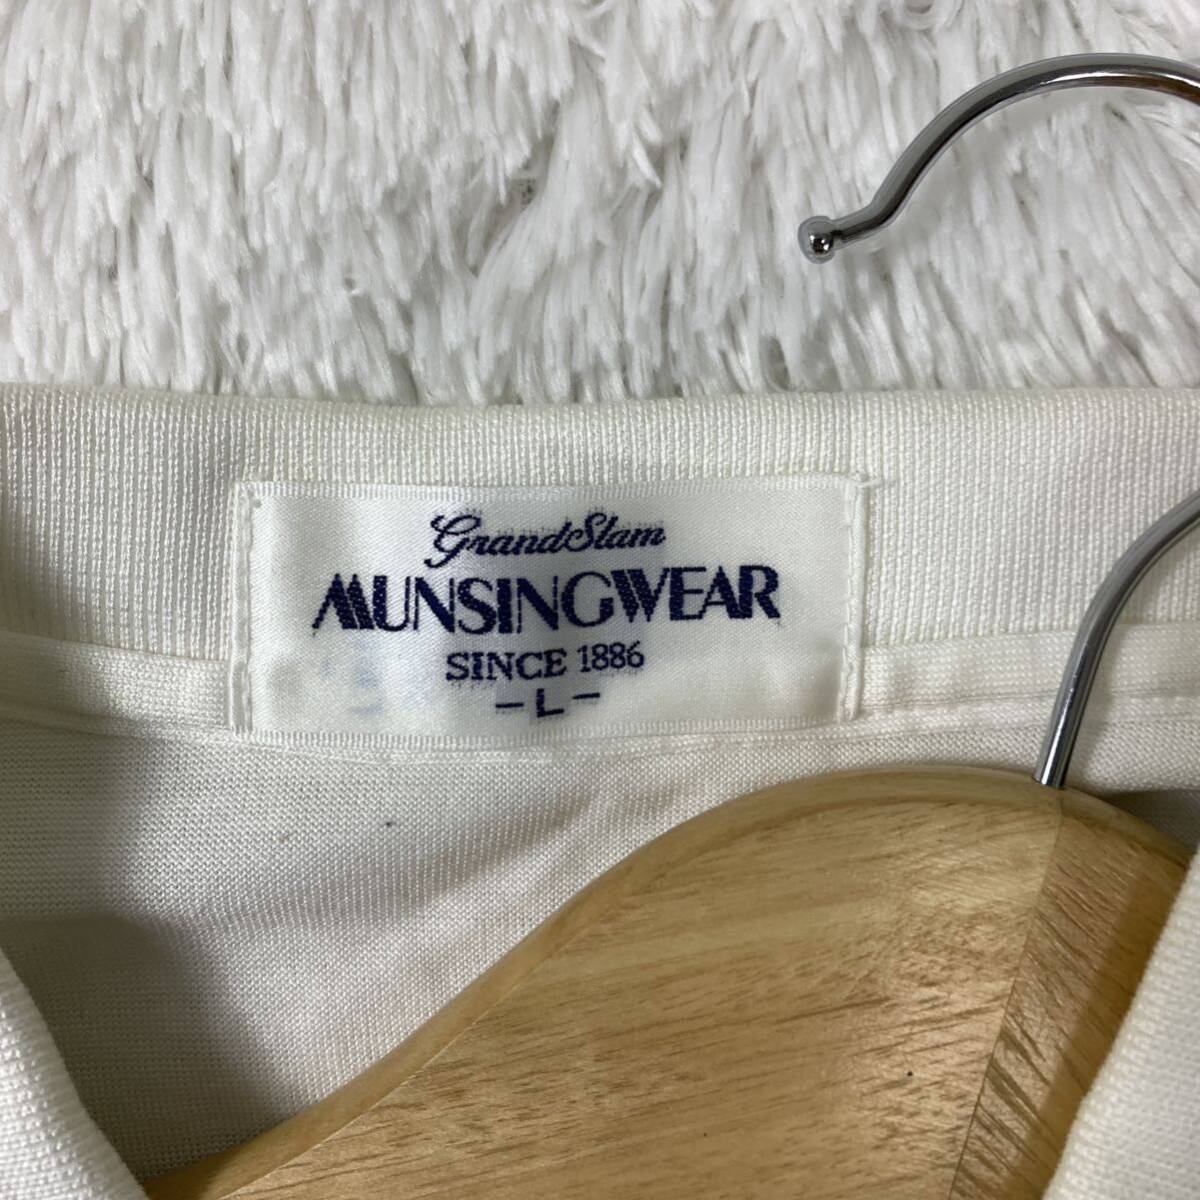 GrandSlam
MUNSINGWEAR
SINCE 1886
-L-